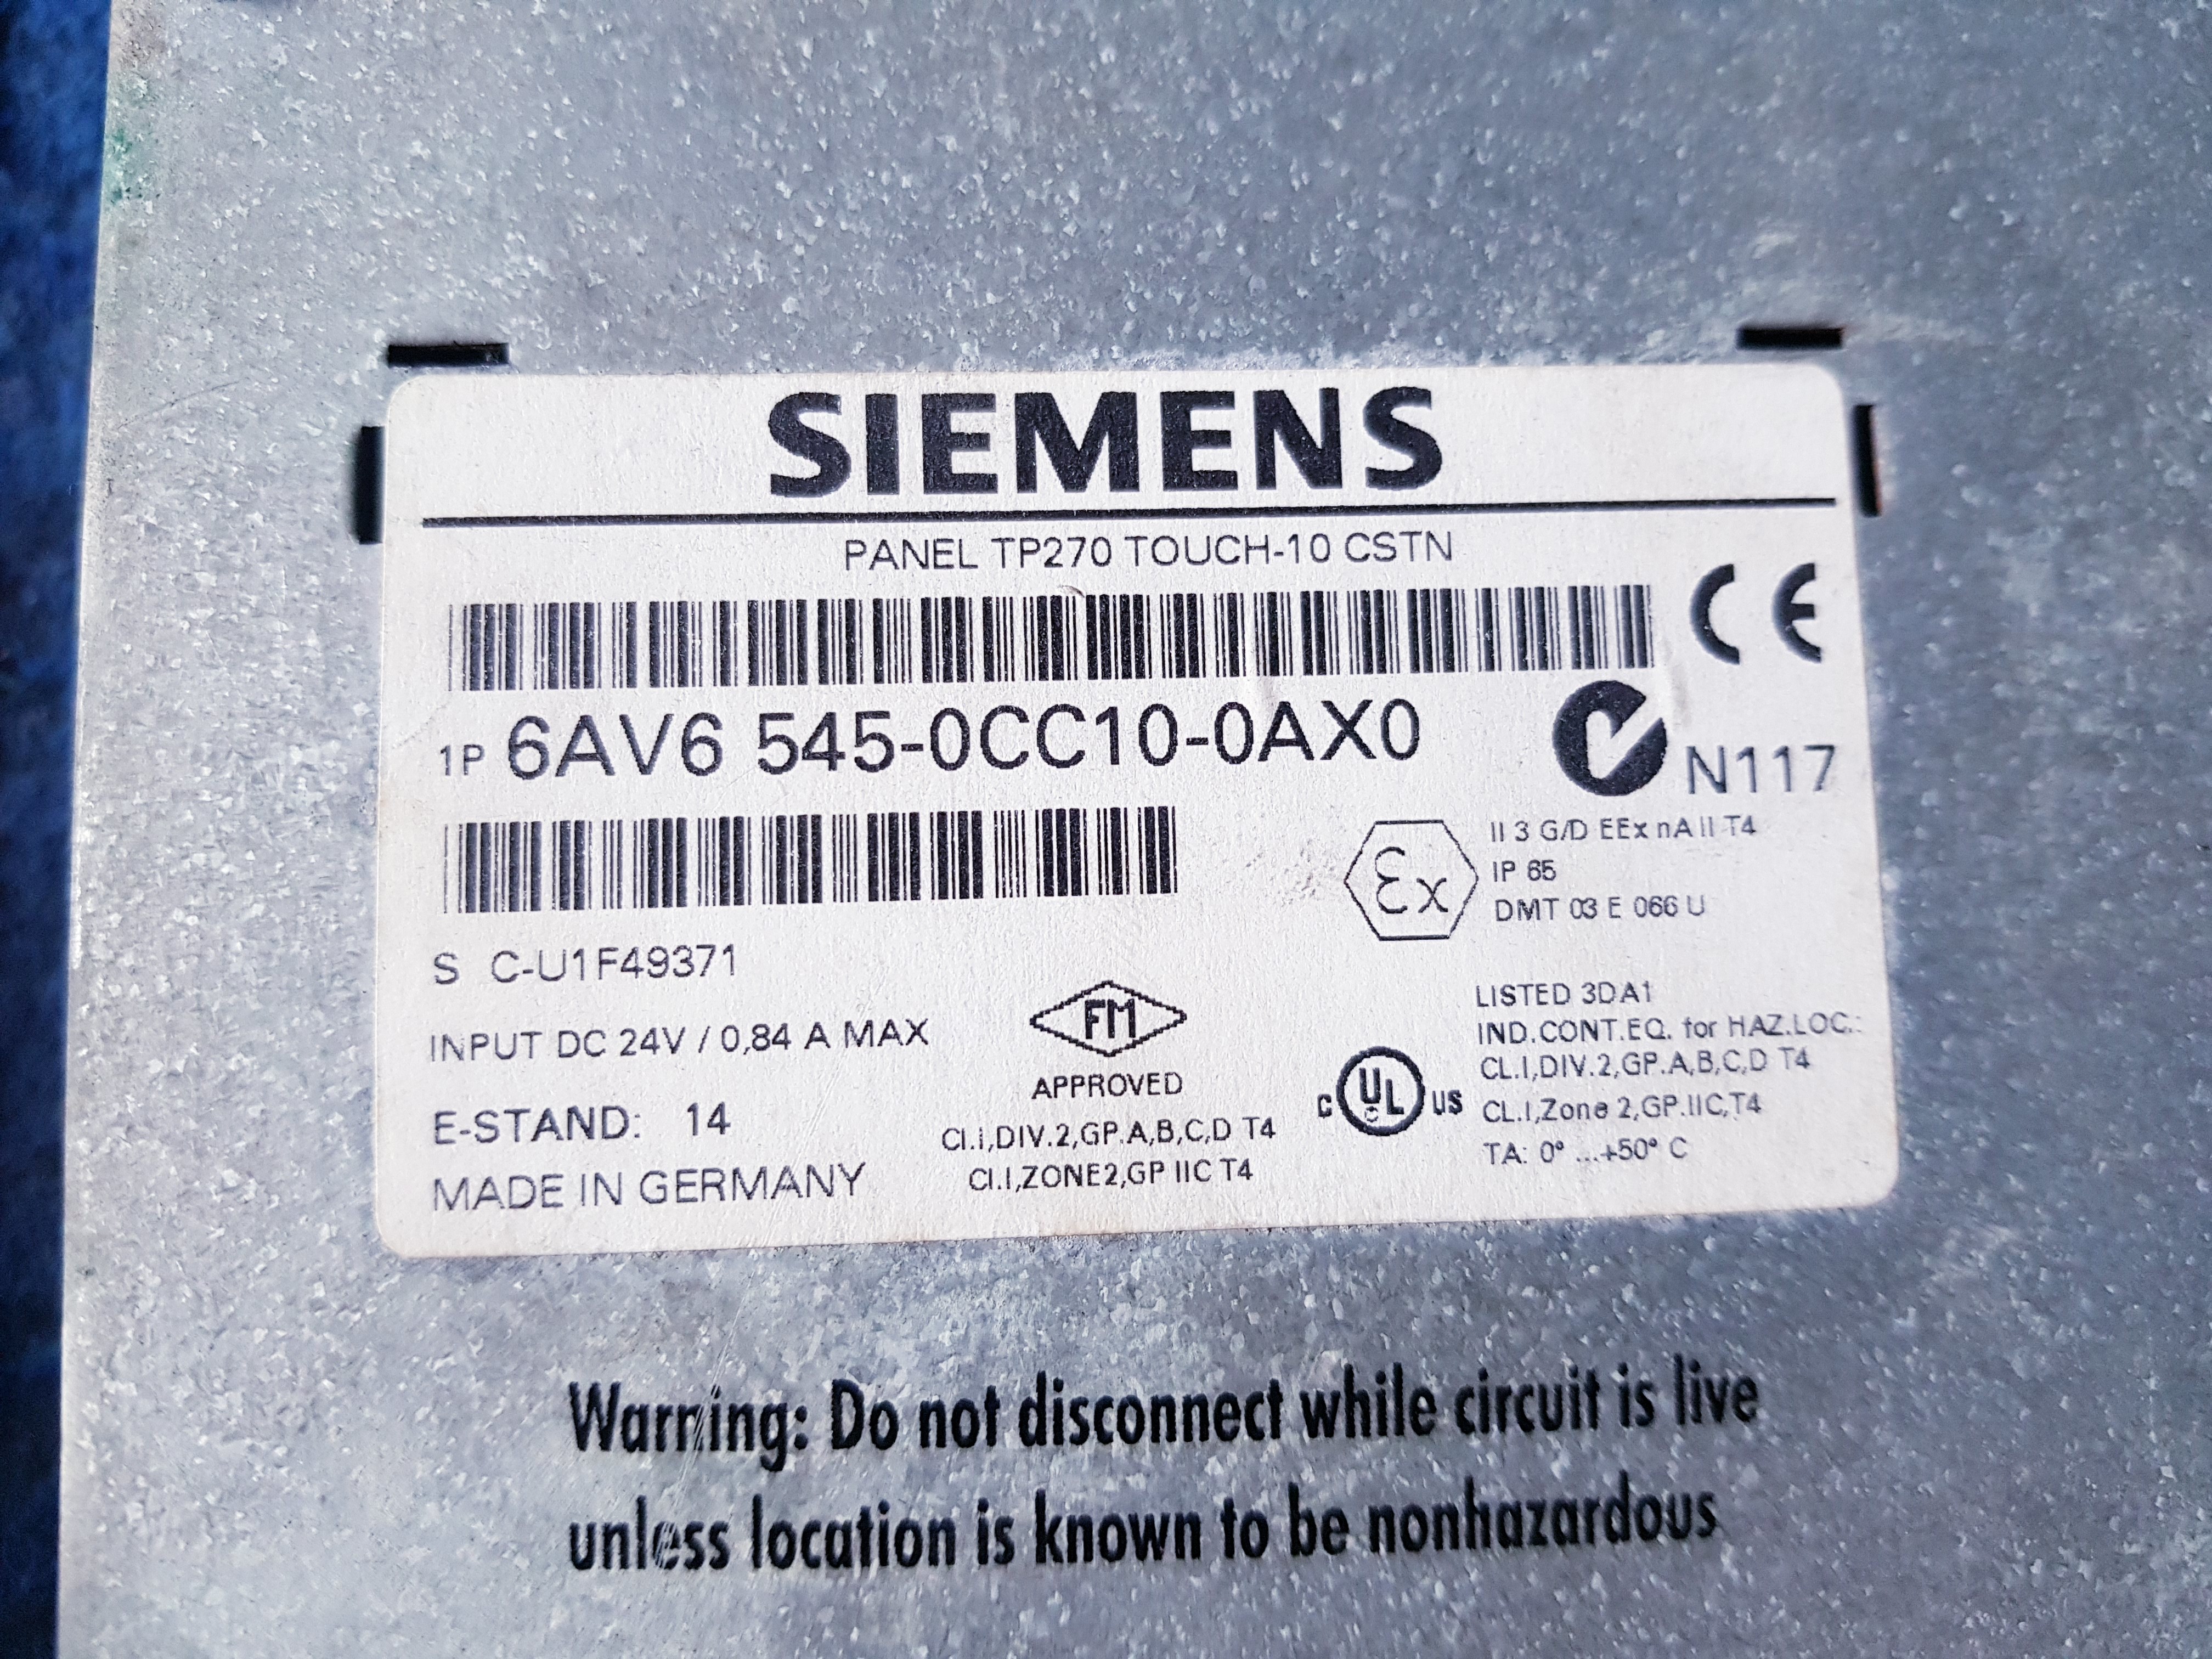 SIEMENS
PANEL TP270 TOUCH-10 CSTN
CE
1P 6AV6 545-0CC10-0AX0
N117
II 3 G/D EEx nA II T4
Ex
IP 65
DMT 03 E 066 U
S C-U1F49371
INPUT DC 24V / 0,84 A MAX
E-STAND: 14
MADE IN GERMANY
FM
APPROVED
Cl.I,DIV.2,GP.A,B,C,D T4
Cl.I,ZONE2,GP IIC T4
c UL us
LISTED 3DA1
IND.CONT.EQ. for HAZ.LOC.:
CL.I,DIV.2,GP.A,B,C,D T4
CL.I,Zone 2,GP.IIC,T4
TA: 0° ...+50° C
Warning: Do not disconnect while circuit is live
unless location is known to be nonhazardous